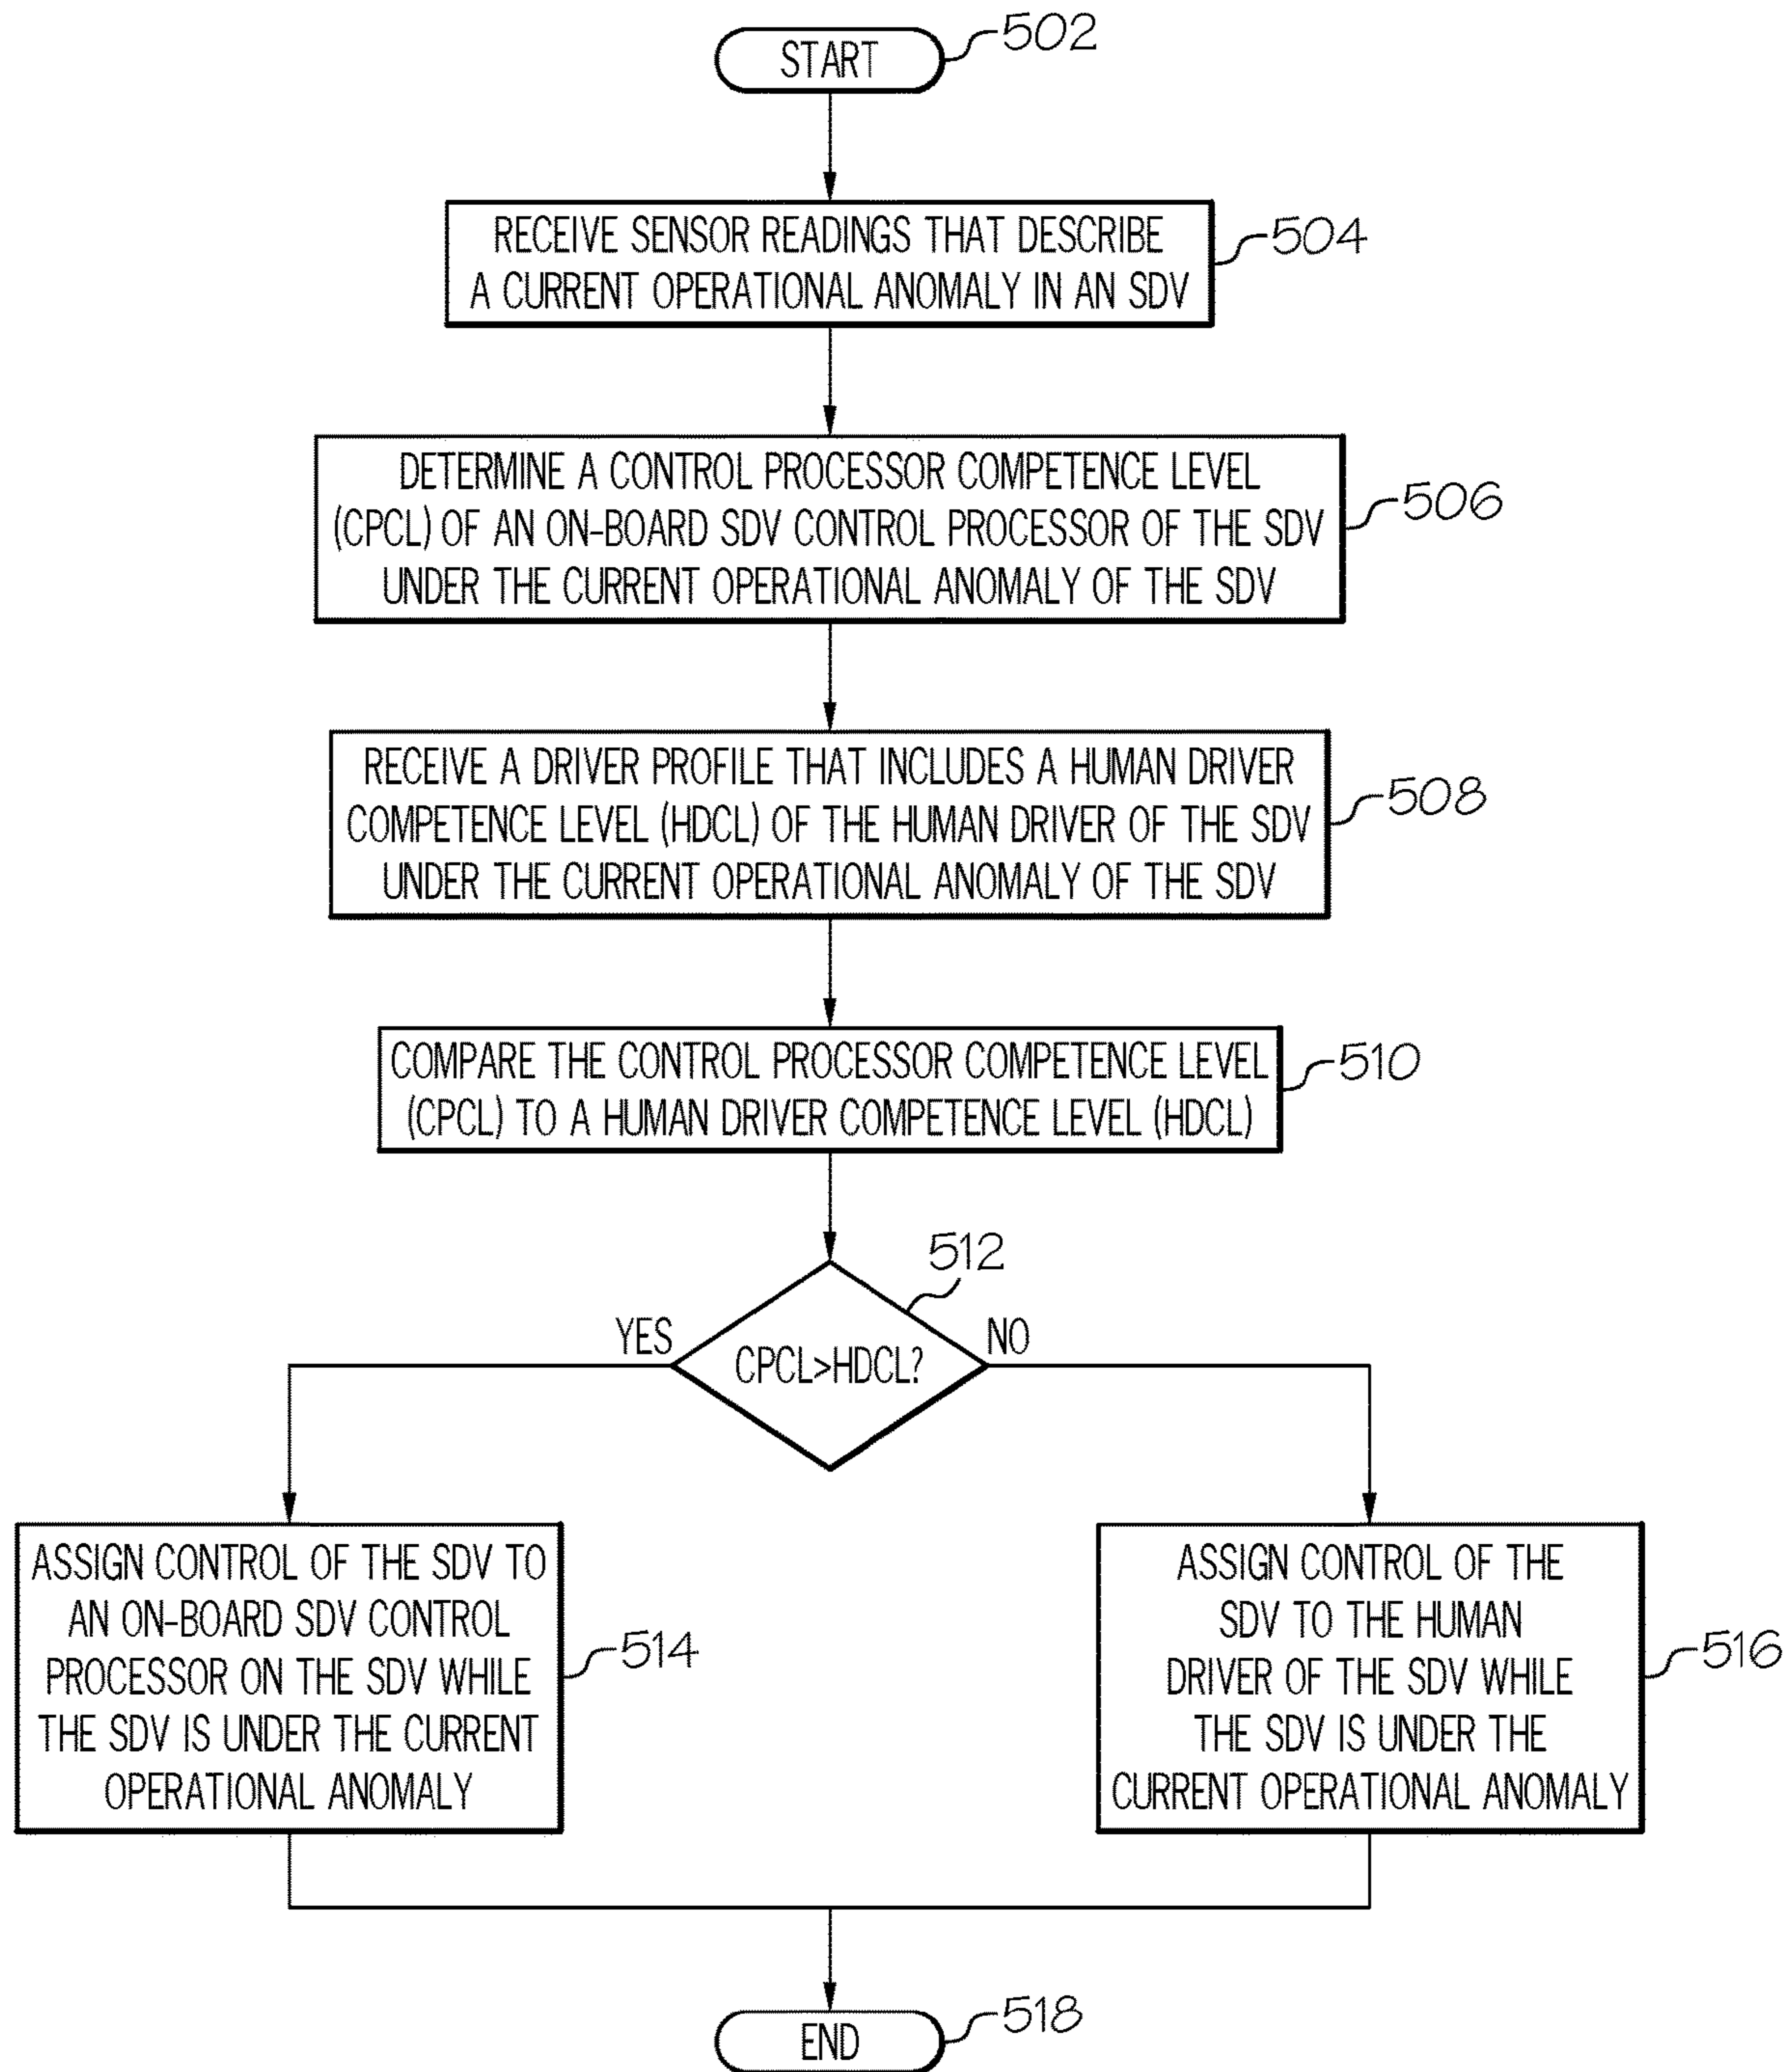 START
502
RECEIVE SENSOR READINGS THAT DESCRIBE
A CURRENT OPERATIONAL ANOMALY IN AN SDV
504
DETERMINE A CONTROL PROCESSOR COMPETENCE LEVEL
(CPCL) OF AN ON-BOARD SDV CONTROL PROCESSOR OF THE SDV
UNDER THE CURRENT OPERATIONAL ANOMALY OF THE SDV
506
RECEIVE A DRIVER PROFILE THAT INCLUDES A HUMAN DRIVER
COMPETENCE LEVEL (HDCL) OF THE HUMAN DRIVER OF THE SDV
UNDER THE CURRENT OPERATIONAL ANOMALY OF THE SDV
508
COMPARE THE CONTROL PROCESSOR COMPETENCE LEVEL
(CPCL) TO A HUMAN DRIVER COMPETENCE LEVEL (HDCL)
510
512
YES
CPCL>HDCL?
NO
ASSIGN CONTROL OF THE SDV TO
AN ON-BOARD SDV CONTROL
PROCESSOR ON THE SDV WHILE
THE SDV IS UNDER THE CURRENT
OPERATIONAL ANOMALY
514
ASSIGN CONTROL OF THE
SDV TO THE HUMAN
DRIVER OF THE SDV WHILE
THE SDV IS UNDER THE
CURRENT OPERATIONAL ANOMALY
516
END
518